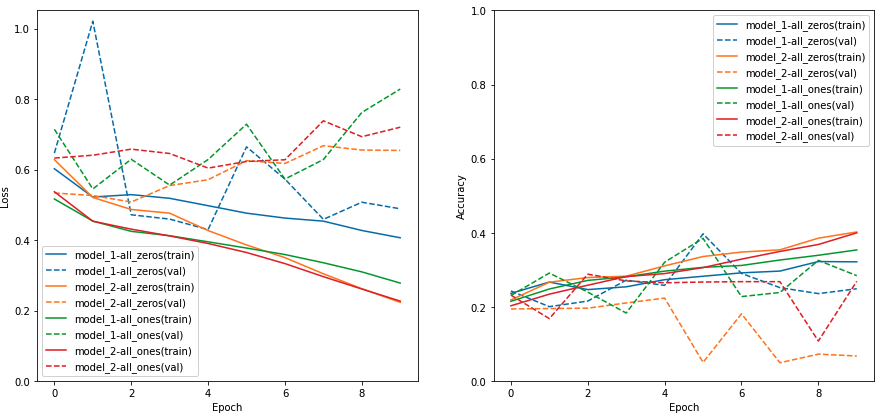 1.0
0.8
0.6
0.4
0.2
0.0
Loss
model_1-all_zeros(train)
model_1-all_zeros(val)
model_2-all_zeros(train)
model_2-all_zeros(val)
model_1-all_ones(train)
model_1-all_ones(val)
model_2-all_ones(train)
model_2-all_ones(val)
0 2 4 6 8
Epoch
1.0
0.8
0.6
0.4
0.2
0.0
Accuracy
model_1-all_zeros(train)
model_1-all_zeros(val)
model_2-all_zeros(train)
model_2-all_zeros(val)
model_1-all_ones(train)
model_1-all_ones(val)
model_2-all_ones(train)
model_2-all_ones(val)
0 2 4 6 8
Epoch